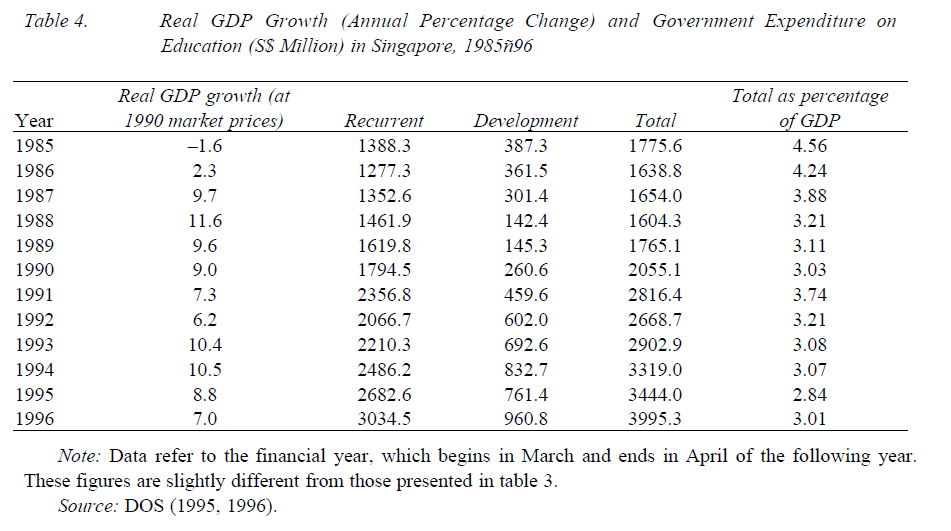 Table 4. Real GDP Growth (Annual Percentage Change) and Government Expenditure on
Education (S$ Million) in Singapore, 1985ñ96
Real GDP growth (at Total as percentage
Year 1990 market prices) Recurrent Development Total of GDP
1985 –1.6 1388.3 387.3 1775.6 4.56
1986 2.3 1277.3 361.5 1638.8 4.24
1987 9.7 1352.6 301.4 1654.0 3.88
1988 11.6 1461.9 142.4 1604.3 3.21
1989 9.6 1619.8 145.3 1765.1 3.11
1990 9.0 1794.5 260.6 2055.1 3.03
1991 7.3 2356.8 459.6 2816.4 3.74
1992 6.2 2066.7 602.0 2668.7 3.21
1993 10.4 2210.3 692.6 2902.9 3.08
1994 10.5 2486.2 832.7 3319.0 3.07
1995 8.8 2682.6 761.4 3444.0 2.84
1996 7.0 3034.5 960.8 3995.3 3.01
Note: Data refer to the financial year, which begins in March and ends in April of the following year.
These figures are slightly different from those presented in table 3.
Source: DOS (1995, 1996).